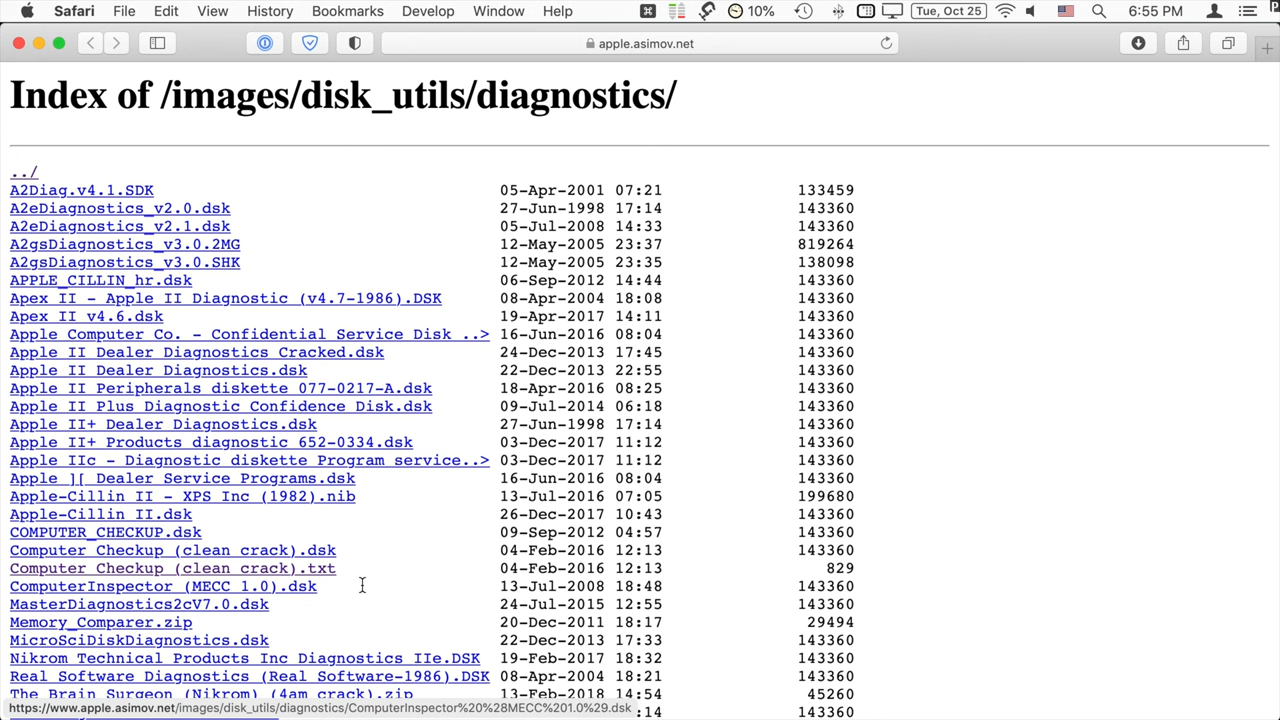 Safari File Edit View History Bookmarks Develop Window Help 10% Tue, Oct 25 6:55 PM
apple.asimov.net
Index of /images/disk_utils/diagnostics/
../
A2Diag.v4.1.SDK 05-Apr-2001 07:21 133459
A2eDiagnostics_v2.0.dsk 27-Jun-1998 17:14 143360
A2eDiagnostics_v2.1.dsk 05-Jul-2008 14:33 143360
A2gsDiagnostics_v3.0.2MG 12-May-2005 23:37 819264
A2gsDiagnostics_v3.0.SHK 12-May-2005 23:35 138098
APPLE_CILLIN_hr.dsk 06-Sep-2012 14:44 143360
Apex II - Apple II Diagnostic (v4.7-1986).DSK 08-Apr-2004 18:08 143360
Apex II v4.6.dsk 19-Apr-2017 14:11 143360
Apple Computer Co. - Confidential Service Disk ..> 16-Jun-2016 08:04 143360
Apple II Dealer Diagnostics Cracked.dsk 24-Dec-2013 17:45 143360
Apple II Dealer Diagnostics.dsk 22-Dec-2013 22:55 143360
Apple II Peripherals diskette 077-0217-A.dsk 18-Apr-2016 08:25 143360
Apple II Plus Diagnostic Confidence Disk.dsk 09-Jul-2014 06:18 143360
Apple II+ Dealer Diagnostics.dsk 27-Jun-1998 17:14 143360
Apple II+ Products diagnostic 652-0334.dsk 03-Dec-2017 11:12 143360
Apple IIc - Diagnostic diskette Program service..> 03-Dec-2017 11:12 143360
Apple ][ Dealer Service Programs.dsk 16-Jun-2016 08:04 143360
Apple-Cillin II - XPS Inc (1982).nib 13-Jul-2016 07:05 199680
Apple-Cillin II.dsk 26-Dec-2017 10:43 143360
COMPUTER_CHECKUP.dsk 09-Sep-2012 04:57 143360
Computer Checkup (clean crack).dsk 04-Feb-2016 12:13 143360
Computer Checkup (clean crack).txt 04-Feb-2016 12:13 829
ComputerInspector (MECC 1.0).dsk 13-Jul-2008 18:48 143360
MasterDiagnostics2cV7.0.dsk 24-Jul-2015 12:55 143360
Memory_Comparer.zip 20-Dec-2011 18:17 29494
MicroSciDiskDiagnostics.dsk 22-Dec-2013 17:33 143360
Nikrom Technical Products Inc Diagnostics IIe.DSK 19-Feb-2017 18:32 143360
Real Software Diagnostics (Real Software-1986).DSK 08-Apr-2004 18:21 143360
The Brain Surgeon (Nikrom) (4am crack).zip 13-Feb-2018 14:54 45260
https://www.apple.asimov.net/images/disk_utils/diagnostics/ComputerInspector%20%28MECC%201.0%29.dsk :14 143360